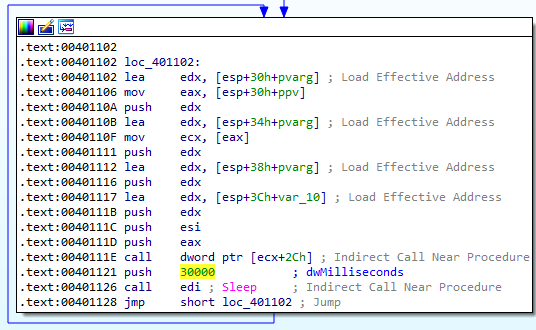 .text:00401102
.text:00401102 loc_401102:
.text:00401102 lea     edx, [esp+30h+pvarg] ; Load Effective Address
.text:00401106 mov     eax, [esp+30h+ppv]
.text:0040110A push    edx
.text:0040110B lea     edx, [esp+34h+pvarg] ; Load Effective Address
.text:0040110F mov     ecx, [eax]
.text:00401111 push    edx
.text:00401112 lea     edx, [esp+38h+pvarg] ; Load Effective Address
.text:00401116 push    edx
.text:00401117 lea     edx, [esp+3Ch+var_10] ; Load Effective Address
.text:0040111B push    edx
.text:0040111C push    esi
.text:0040111D push    eax
.text:0040111E call    dword ptr [ecx+2Ch] ; Indirect Call Near Procedure
.text:00401121 push    30000           ; dwMilliseconds
.text:00401126 call    edi ; Sleep     ; Indirect Call Near Procedure
.text:00401128 jmp     short loc_401102 ; Jump